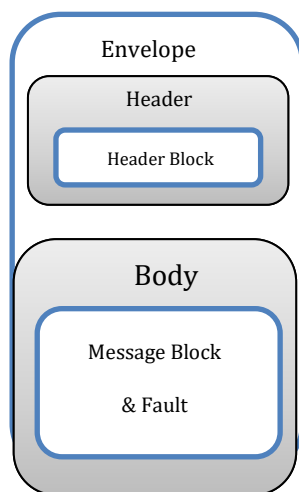 Envelope
Header
Header Block
Body
Message Block
& Fault